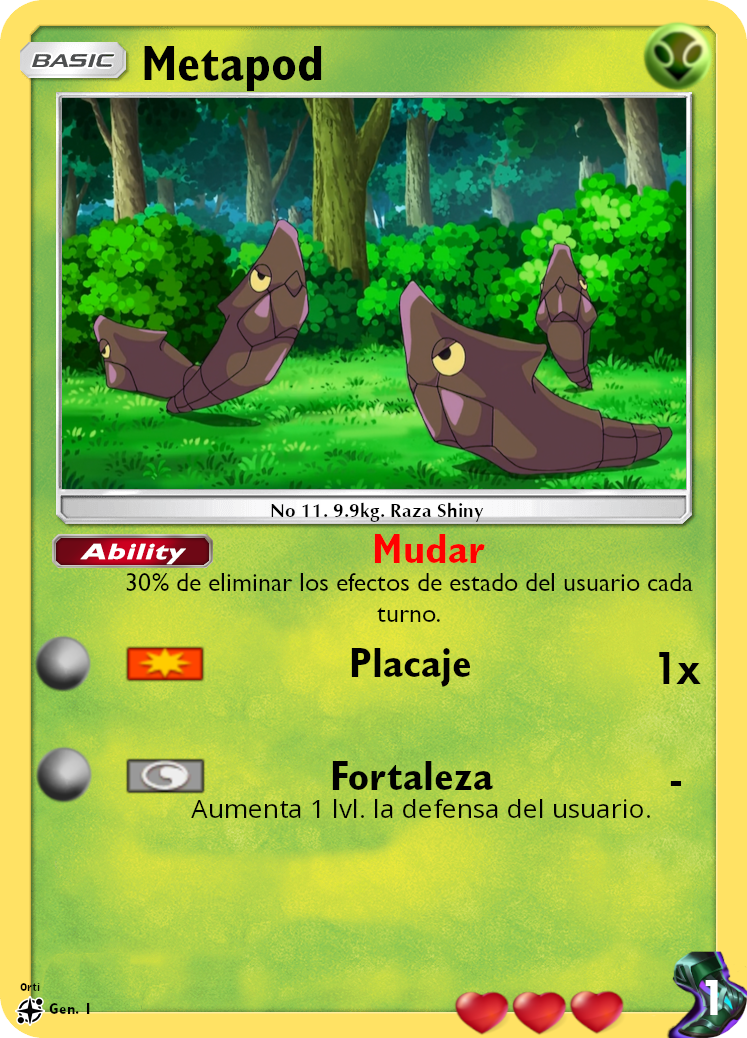 BASIC Metapod
No 11. 9.9kg. Raza Shiny
Ability Mudar
30% de eliminar los efectos de estado del usuario cada
turno.
Placaje 1x
Fortaleza -
Aumenta 1 lvl. la defensa del usuario.
Orti
Gen. 1
1